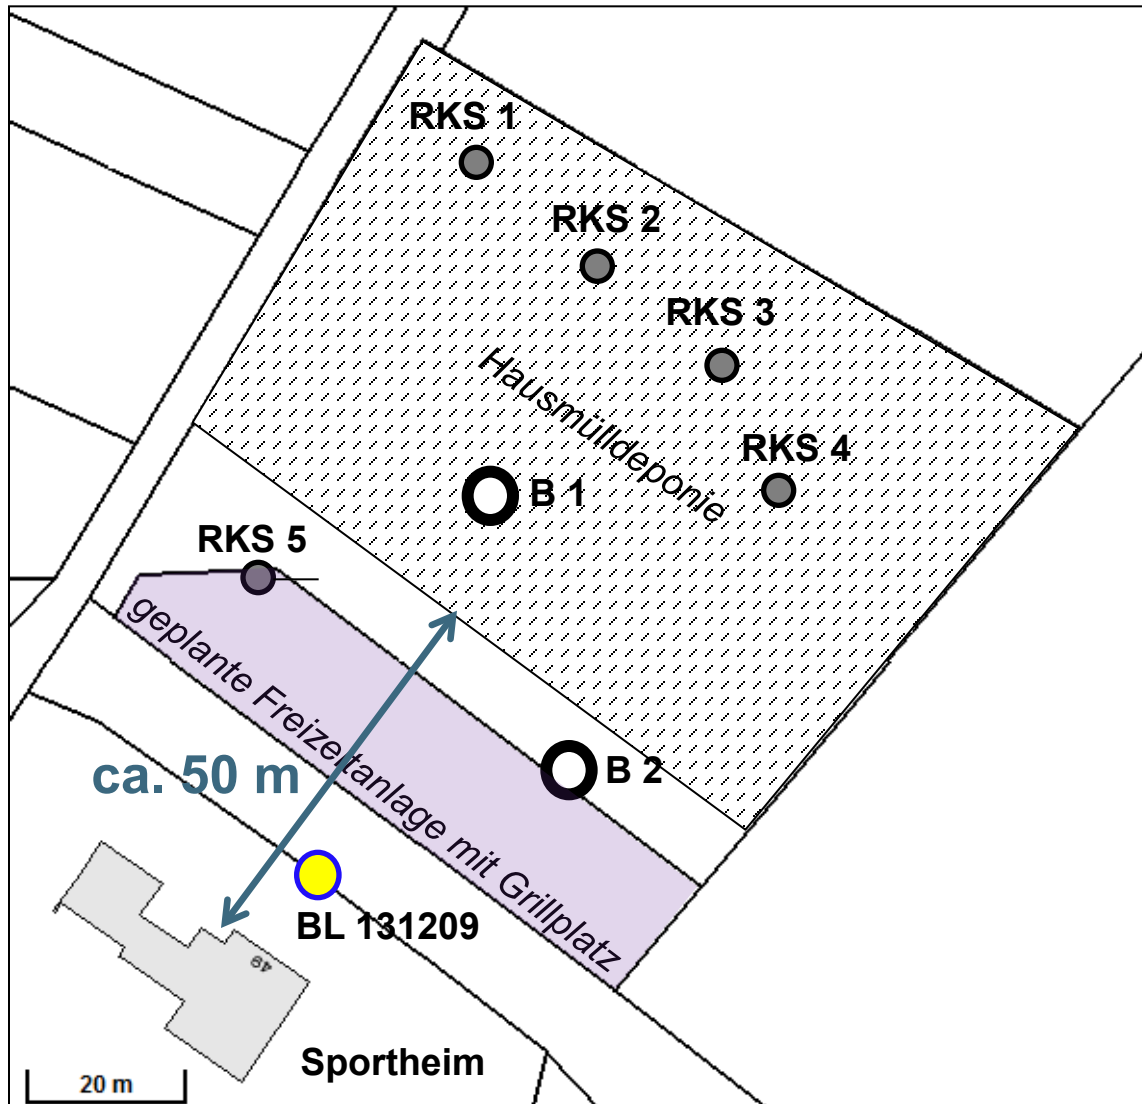 RKS 1
RKS 2
RKS 3
Hausmülldeponie
RKS 4
B 1
RKS 5
geplante Freizeitanlage mit Grillplatz
ca. 50 m
B 2
BL 131209
49
Sportheim
20 m